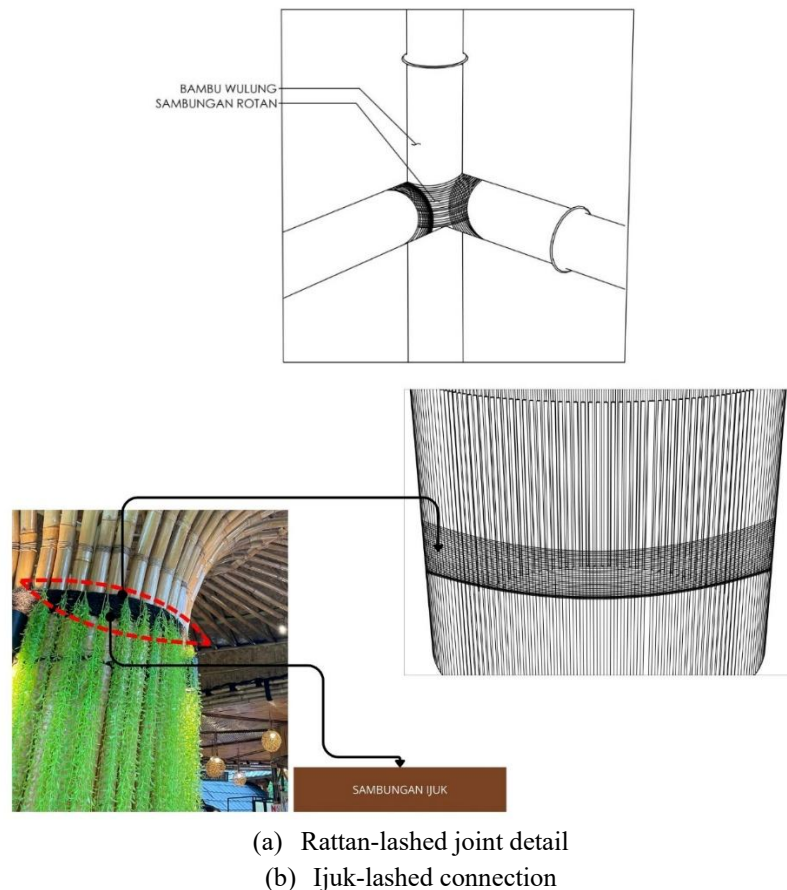 BAMBU WULUNG
SAMBUNGAN ROTAN
SAMBUNGAN IJUK
(a) Rattan-lashed joint detail
(b) Ijuk-lashed connection